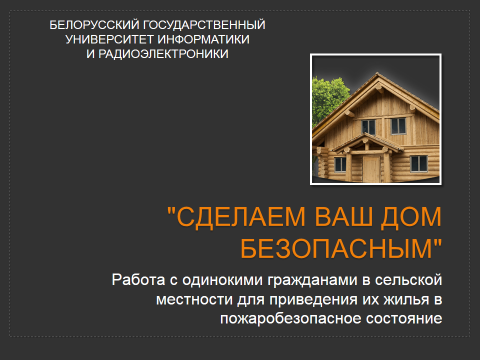 БЕЛОРУССКИЙ ГОСУДАРСТВЕННЫЙ
УНИВЕРСИТЕТ ИНФОРМАТИКИ
И РАДИОЭЛЕКТРОНИКИ
"СДЕЛАЕМ ВАШ ДОМ
БЕЗОПАСНЫМ"
Работа с одинокими гражданами в сельской
местности для приведения их жилья в
пожаробезопасное состояние